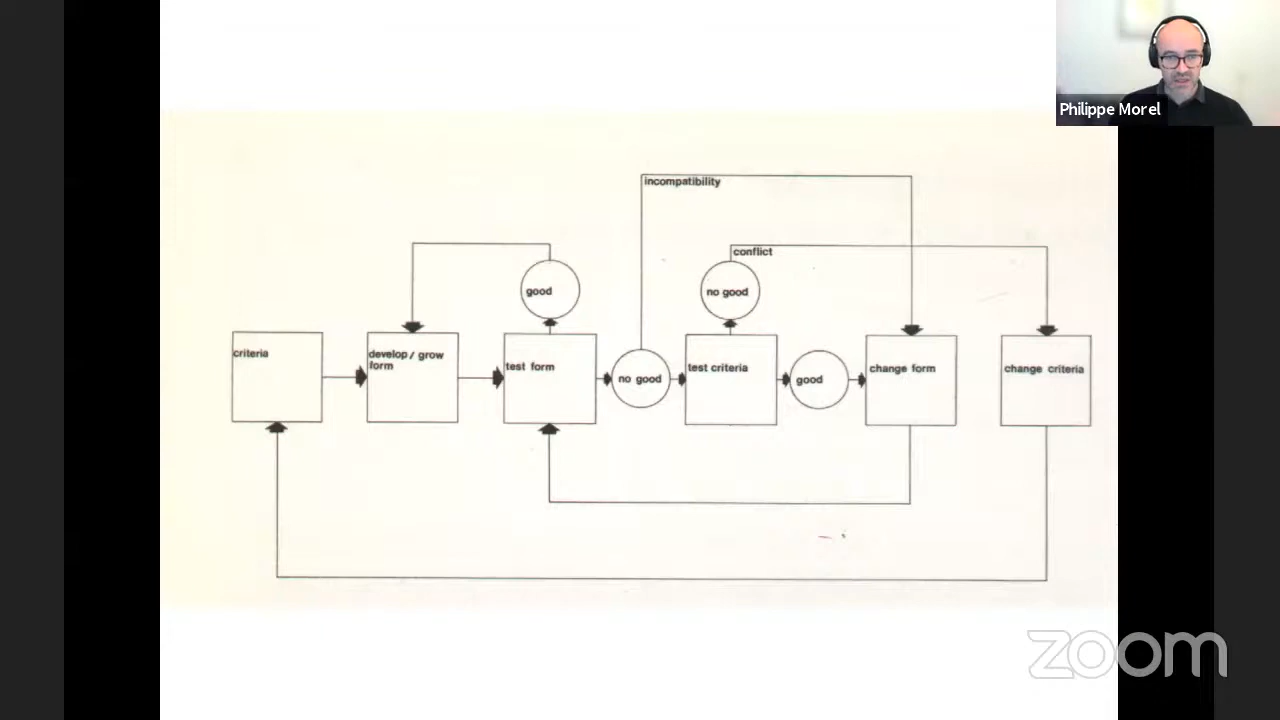 Philippe Morel
incompatibility
conflict
good
no good
criteria
develop / grow
form
test form
no good
test criteria
good
change form
change criteria
zoom